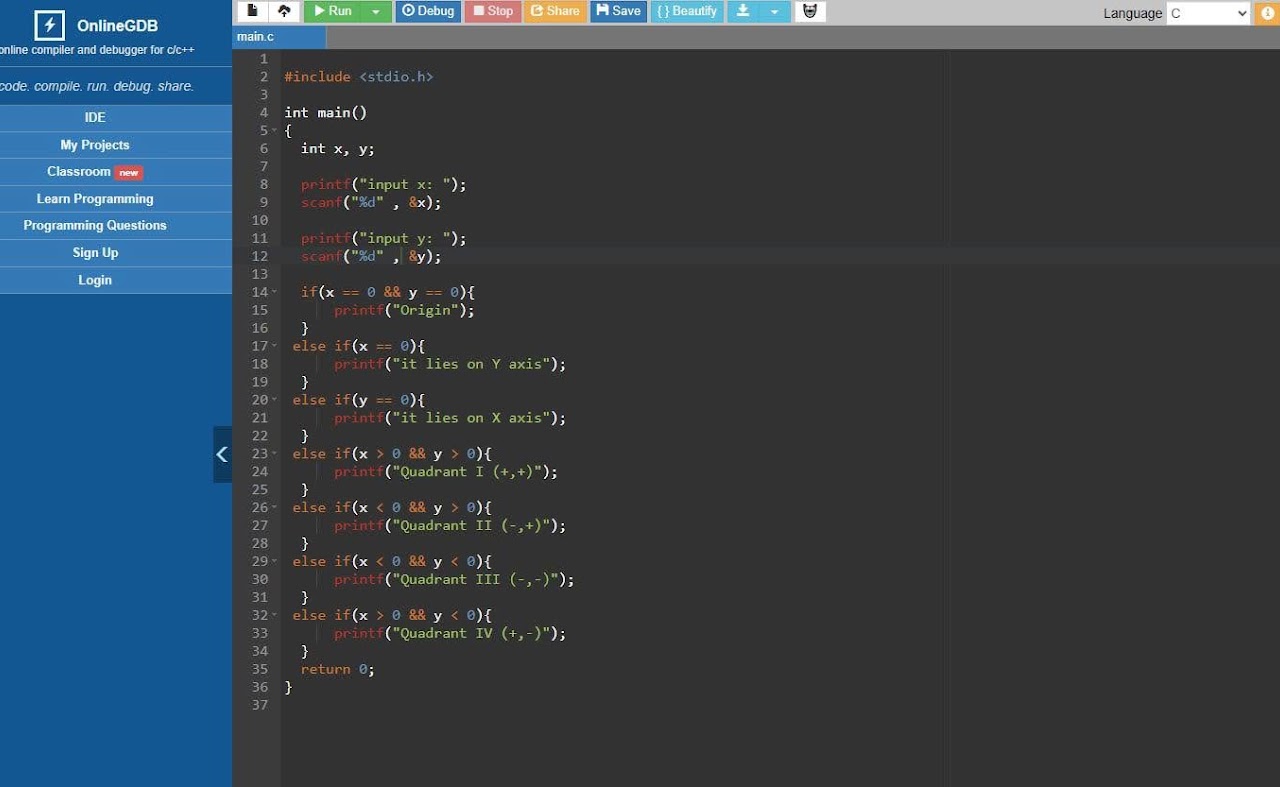 OnlineGDB
online compiler and debugger for c/c++
code. compile. run. debug. share.
IDE
My Projects
Classroom new
Learn Programming
Programming Questions
Sign Up
Login
Run Debug Stop Share Save { } Beautify Language C
main.c
1
2 #include <stdio.h>
3
4 int main()
5 {
6 int x, y;
7
8 printf("input x: ");
9 scanf("%d" , &x);
10
11 printf("input y: ");
12 scanf("%d" , &y);
13
14 if(x == 0 && y == 0){
15 printf("Origin");
16 }
17 else if(x == 0){
18 printf("it lies on Y axis");
19 }
20 else if(y == 0){
21 printf("it lies on X axis");
22 }
23 else if(x > 0 && y > 0){
24 printf("Quadrant I (+,+)");
25 }
26 else if(x < 0 && y > 0){
27 printf("Quadrant II (-,+)");
28 }
29 else if(x < 0 && y < 0){
30 printf("Quadrant III (-,-)");
31 }
32 else if(x > 0 && y < 0){
33 printf("Quadrant IV (+,-)");
34 }
35 return 0;
36 }
37